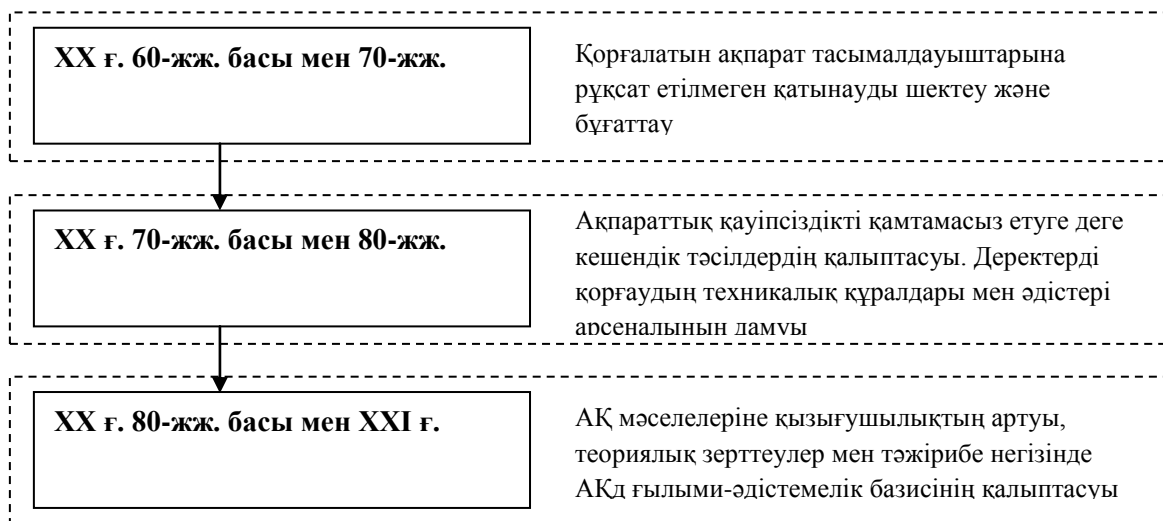 XX ғ. 60-жж. басы мен 70-жж.
Қорғалатын ақпарат тасымалдауыштарына
рұқсат етілмеген қатынауды шектеу және
бұғаттау
XX ғ. 70-жж. басы мен 80-жж.
Ақпараттық қауіпсіздікті қамтамасыз етуге деге
кешендік тәсілдердің қалыптасуы. Деректерді
қорғаудың техникалық құралдары мен әдістері
арсеналының дамуы
XX ғ. 80-жж. басы мен XXI ғ.
АҚ мәселелеріне қызығушылықтың артуы,
теориялық зерттеулер мен тәжірибе негізінде
АҚд ғылыми-әдістемелік базисінің қалыптасуы